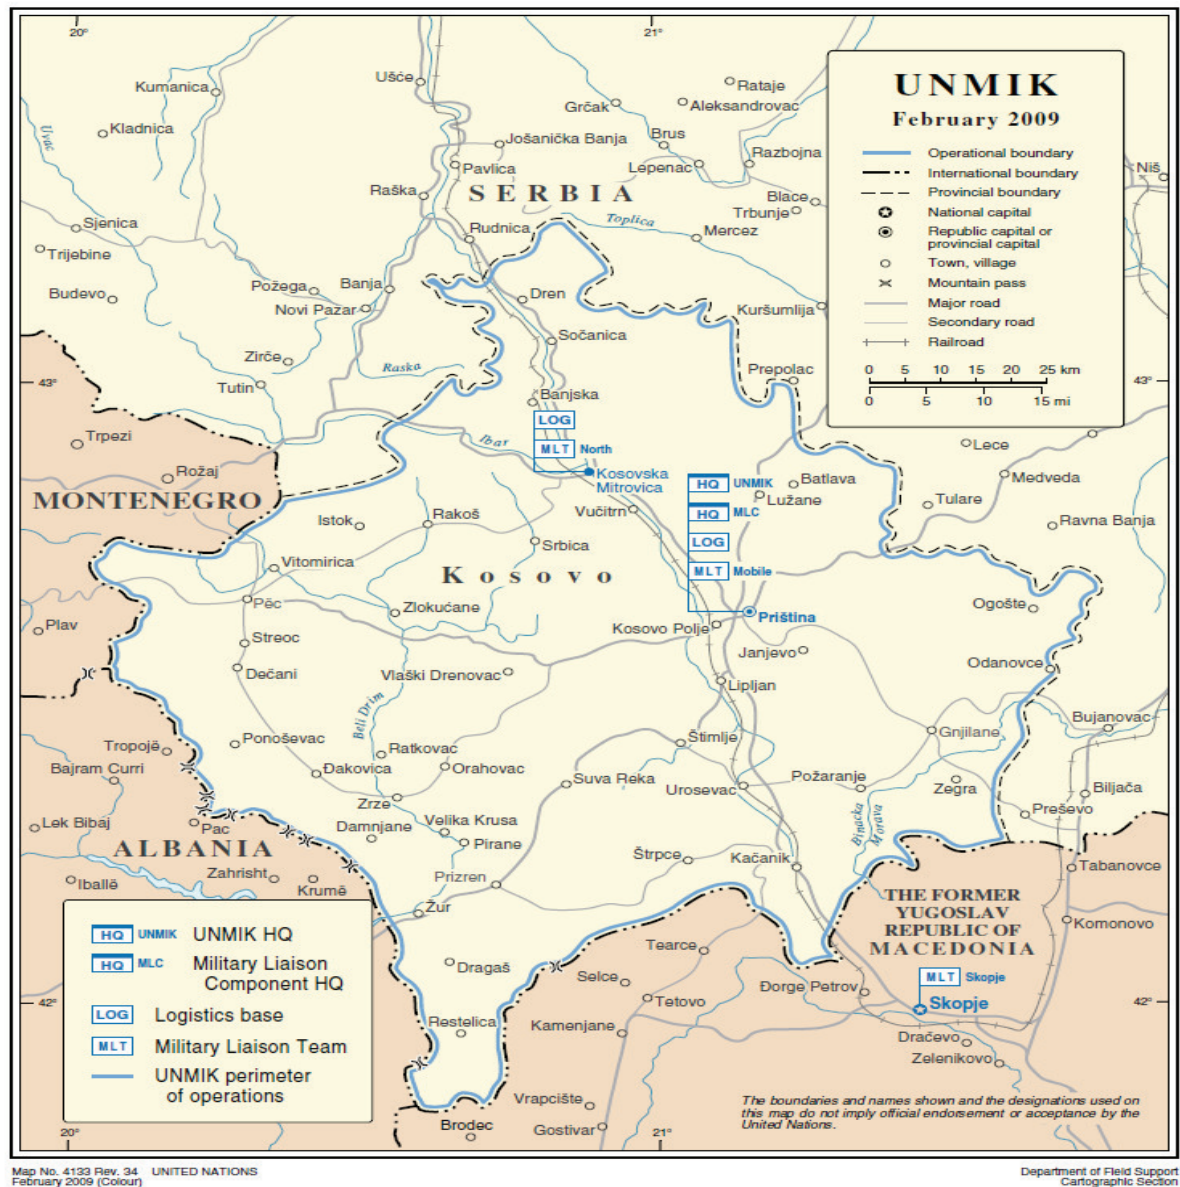 20°
21°
UNMIK
February 2009
Operational boundary
International boundary
Provincial boundary
National capital
Republic capital or
provincial capital
Town, village
Mountain pass
Major road
Secondary road
Railroad
0 5 10 15 20 25 km
0 5 10 15 mi
Kumanica
Ušće
Rataje
Grčak
Aleksandrovac
Kladnica
Uvac
Jošanička Banja
Brus
Razbojna
Pavlica
Lepenac
Niš
Raška
SERBIA
Blace
Trbunje
Toplica
Sjenica
Rudnica
Mercez
Trijebine
Požega
Banja
Budevo
Dren
Novi Pazar
Kuršumlija
Sočanica
Zirče
Raska
Prepolac
43°
43°
Tutin
Banjska
LOG
MLT North
Trpezi
Ibar
Lece
Rožaj
Kosovska
Mitrovica
HQ UNMIK
Batlava
Medveda
MONTENEGRO
Lužane
Tulare
HQ MLC
Vučitrn
Istok
Rakoš
Ravna Banja
LOG
Srbica
Vitomirica
Kosovo
MLT Mobile
Pěc
Zlokućane
Ogošte
Priština
Plav
Kosovo Polje
Streoc
Janjevo
Odanovce
Dečani
Vlaški Drenovac
Lipljan
Beli Drim
Bujanovac
Gnjilane
Tropojë
Ponoševac
Štimlje
Ratkovac
Bajram Curri
Đakovica
Orahovac
Suva Reka
Požaranje
Urosevac
Zegra
Biljača
Zrze
Preševo
Binacka
Morava
Lek Bibaj
Pac
Damnjane
Velika Krusa
ALBANIA
Pirane
Štrpce
Kačanik
Tabanovce
Zahrisht
Prizren
Iballë
Krumë
THE FORMER
YUGOSLAV
REPUBLIC OF
MACEDONIA
Žur
Komonovo
HQ UNMIK UNMIK HQ
HQ MLC Military Liaison
Component HQ
LOG Logistics base
MLT Military Liaison Team
UNMIK perimeter
of operations
Tearce
Dragaš
Selce
MLT Skopje
Đorge Petrov
Tetovo
Skopje
42°
42°
Restelica
Kamenjane
Dračevo
Zelenikovo
Vrapcište
Brodec
Gostivar
The boundaries and names shown and the designations used on
this map do not imply official endorsement or acceptance by the
United Nations.
20°
21°
Map No. 4133 Rev. 34 UNITED NATIONS
February 2009 (Colour)
Department of Field Support
Cartographic Section